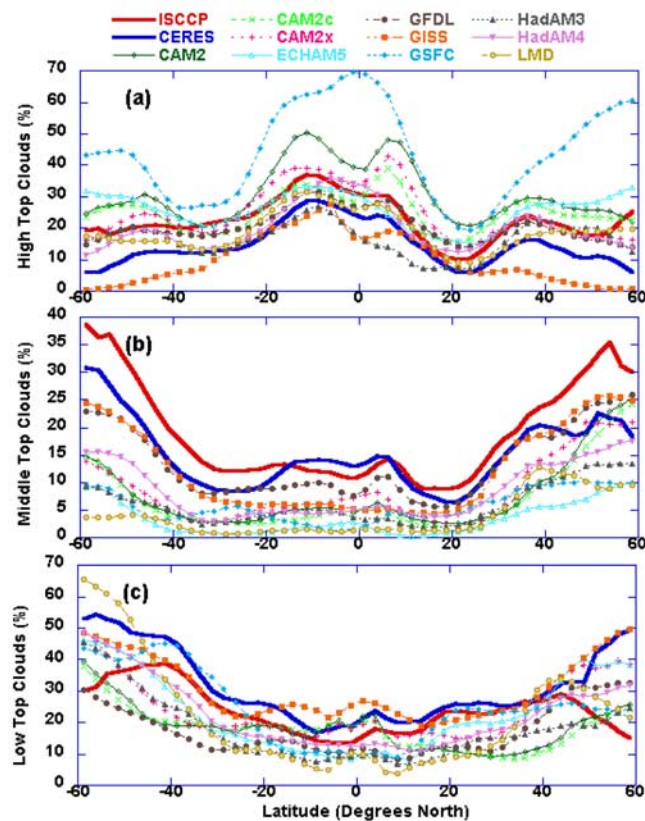 ISCCP CAM2c GFDL HadAM3
CERES CAM2x GISS HadAM4
CAM2 ECHAM5 GSFC LMD
(a)
High Top Clouds (%)
70
60
50
40
30
20
10
0
-60 -40 -20 0 20 40 60
(b)
Middle Top Clouds (%)
40
35
30
25
20
15
10
5
0
-60 -40 -20 0 20 40 60
(c)
Low Top Clouds (%)
70
60
50
40
30
20
10
0
-60 -40 -20 0 20 40 60
Latitude (Degrees North)